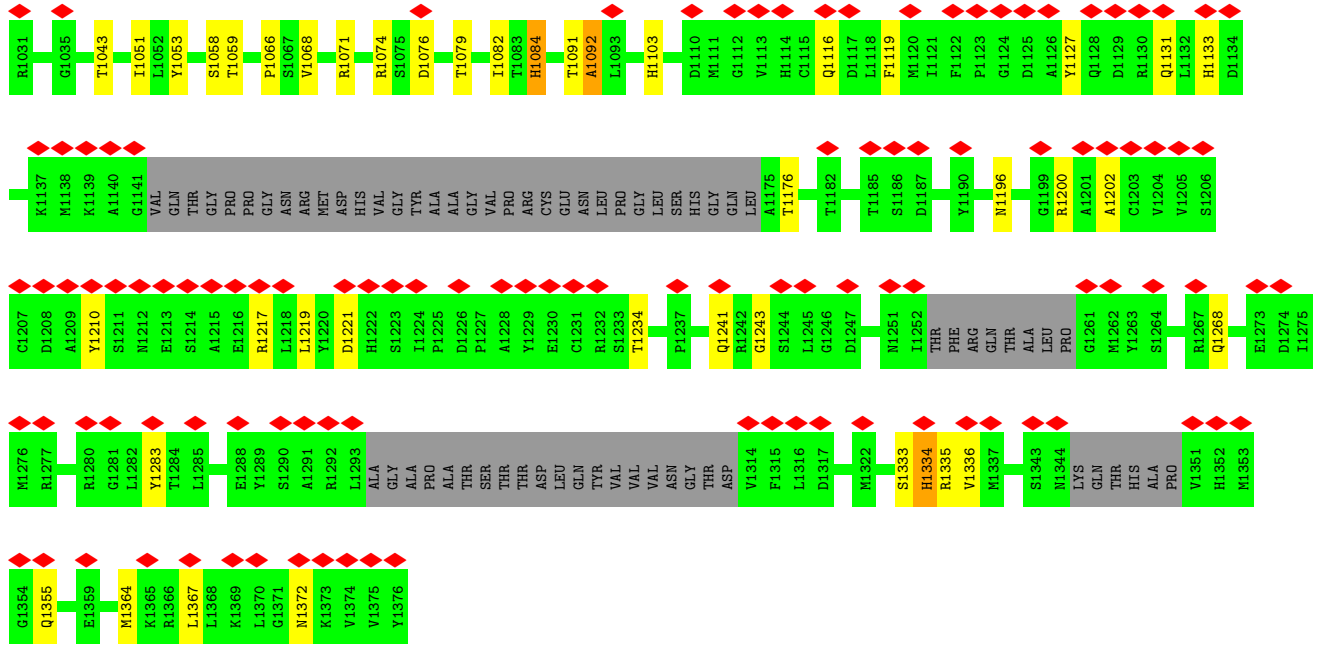 R1031 G1035 T1043 I1051 L1052 Y1053 S1058 T1059 P1066 S1067 V1068 R1071 R1074 S1075 D1076 T1079 I1082 T1083 H1084 T1091 A1092 L1093 H1103 D1110 M1111 G1112 V1113 H1114 C1115 Q1116 D1117 L1118 F1119 M1120 I1121 F1122 P1123 G1124 D1125 A1126 Y1127 Q1128 D1129 R1130 Q1131 L1132 H1133 D1134
K1137 M1138 K1139 A1140 G1141 VAL GLN THR GLY PRO PRO GLY ASN ARG MET ASP HIS VAL GLY TYR ALA ALA GLY VAL PRO ARG CYS GLU ASN LEU PRO GLY LEU SER HIS GLY GLN LEU A1175 T1176 T1182 T1185 S1186 D1187 Y1190 N1196 G1199 R1200 A1201 A1202 C1203 V1204 V1205 S1206
C1207 D1208 A1209 Y1210 S1211 N1212 E1213 S1214 A1215 E1216 R1217 L1218 L1219 Y1220 D1221 H1222 S1223 I1224 P1225 D1226 P1227 A1228 Y1229 E1230 C1231 R1232 S1233 T1234 P1237 Q1241 R1242 G1243 S1244 L1245 G1246 D1247 N1251 I1252 THR PHE ARG GLN THR ALA LEU PRO G1261 M1262 Y1263 S1264 R1267 Q1268 E1273 D1274 I1275
M1276 R1277 R1280 G1281 L1282 Y1283 T1284 L1285 E1288 Y1289 S1290 A1291 R1292 L1293 ALA GLY ALA PRO ALA THR SER THR THR ASP LEU GLN TYR VAL VAL VAL ASN GLY THR ASP V1314 F1315 L1316 D1317 M1322 S1333 H1334 R1335 V1336 M1337 S1343 N1344 LYS GLN THR HIS ALA PRO V1351 H1352 M1353
G1354 Q1355 E1359 M1364 K1365 R1366 L1367 L1368 K1369 L1370 G1371 N1372 K1373 V1374 V1375 Y1376